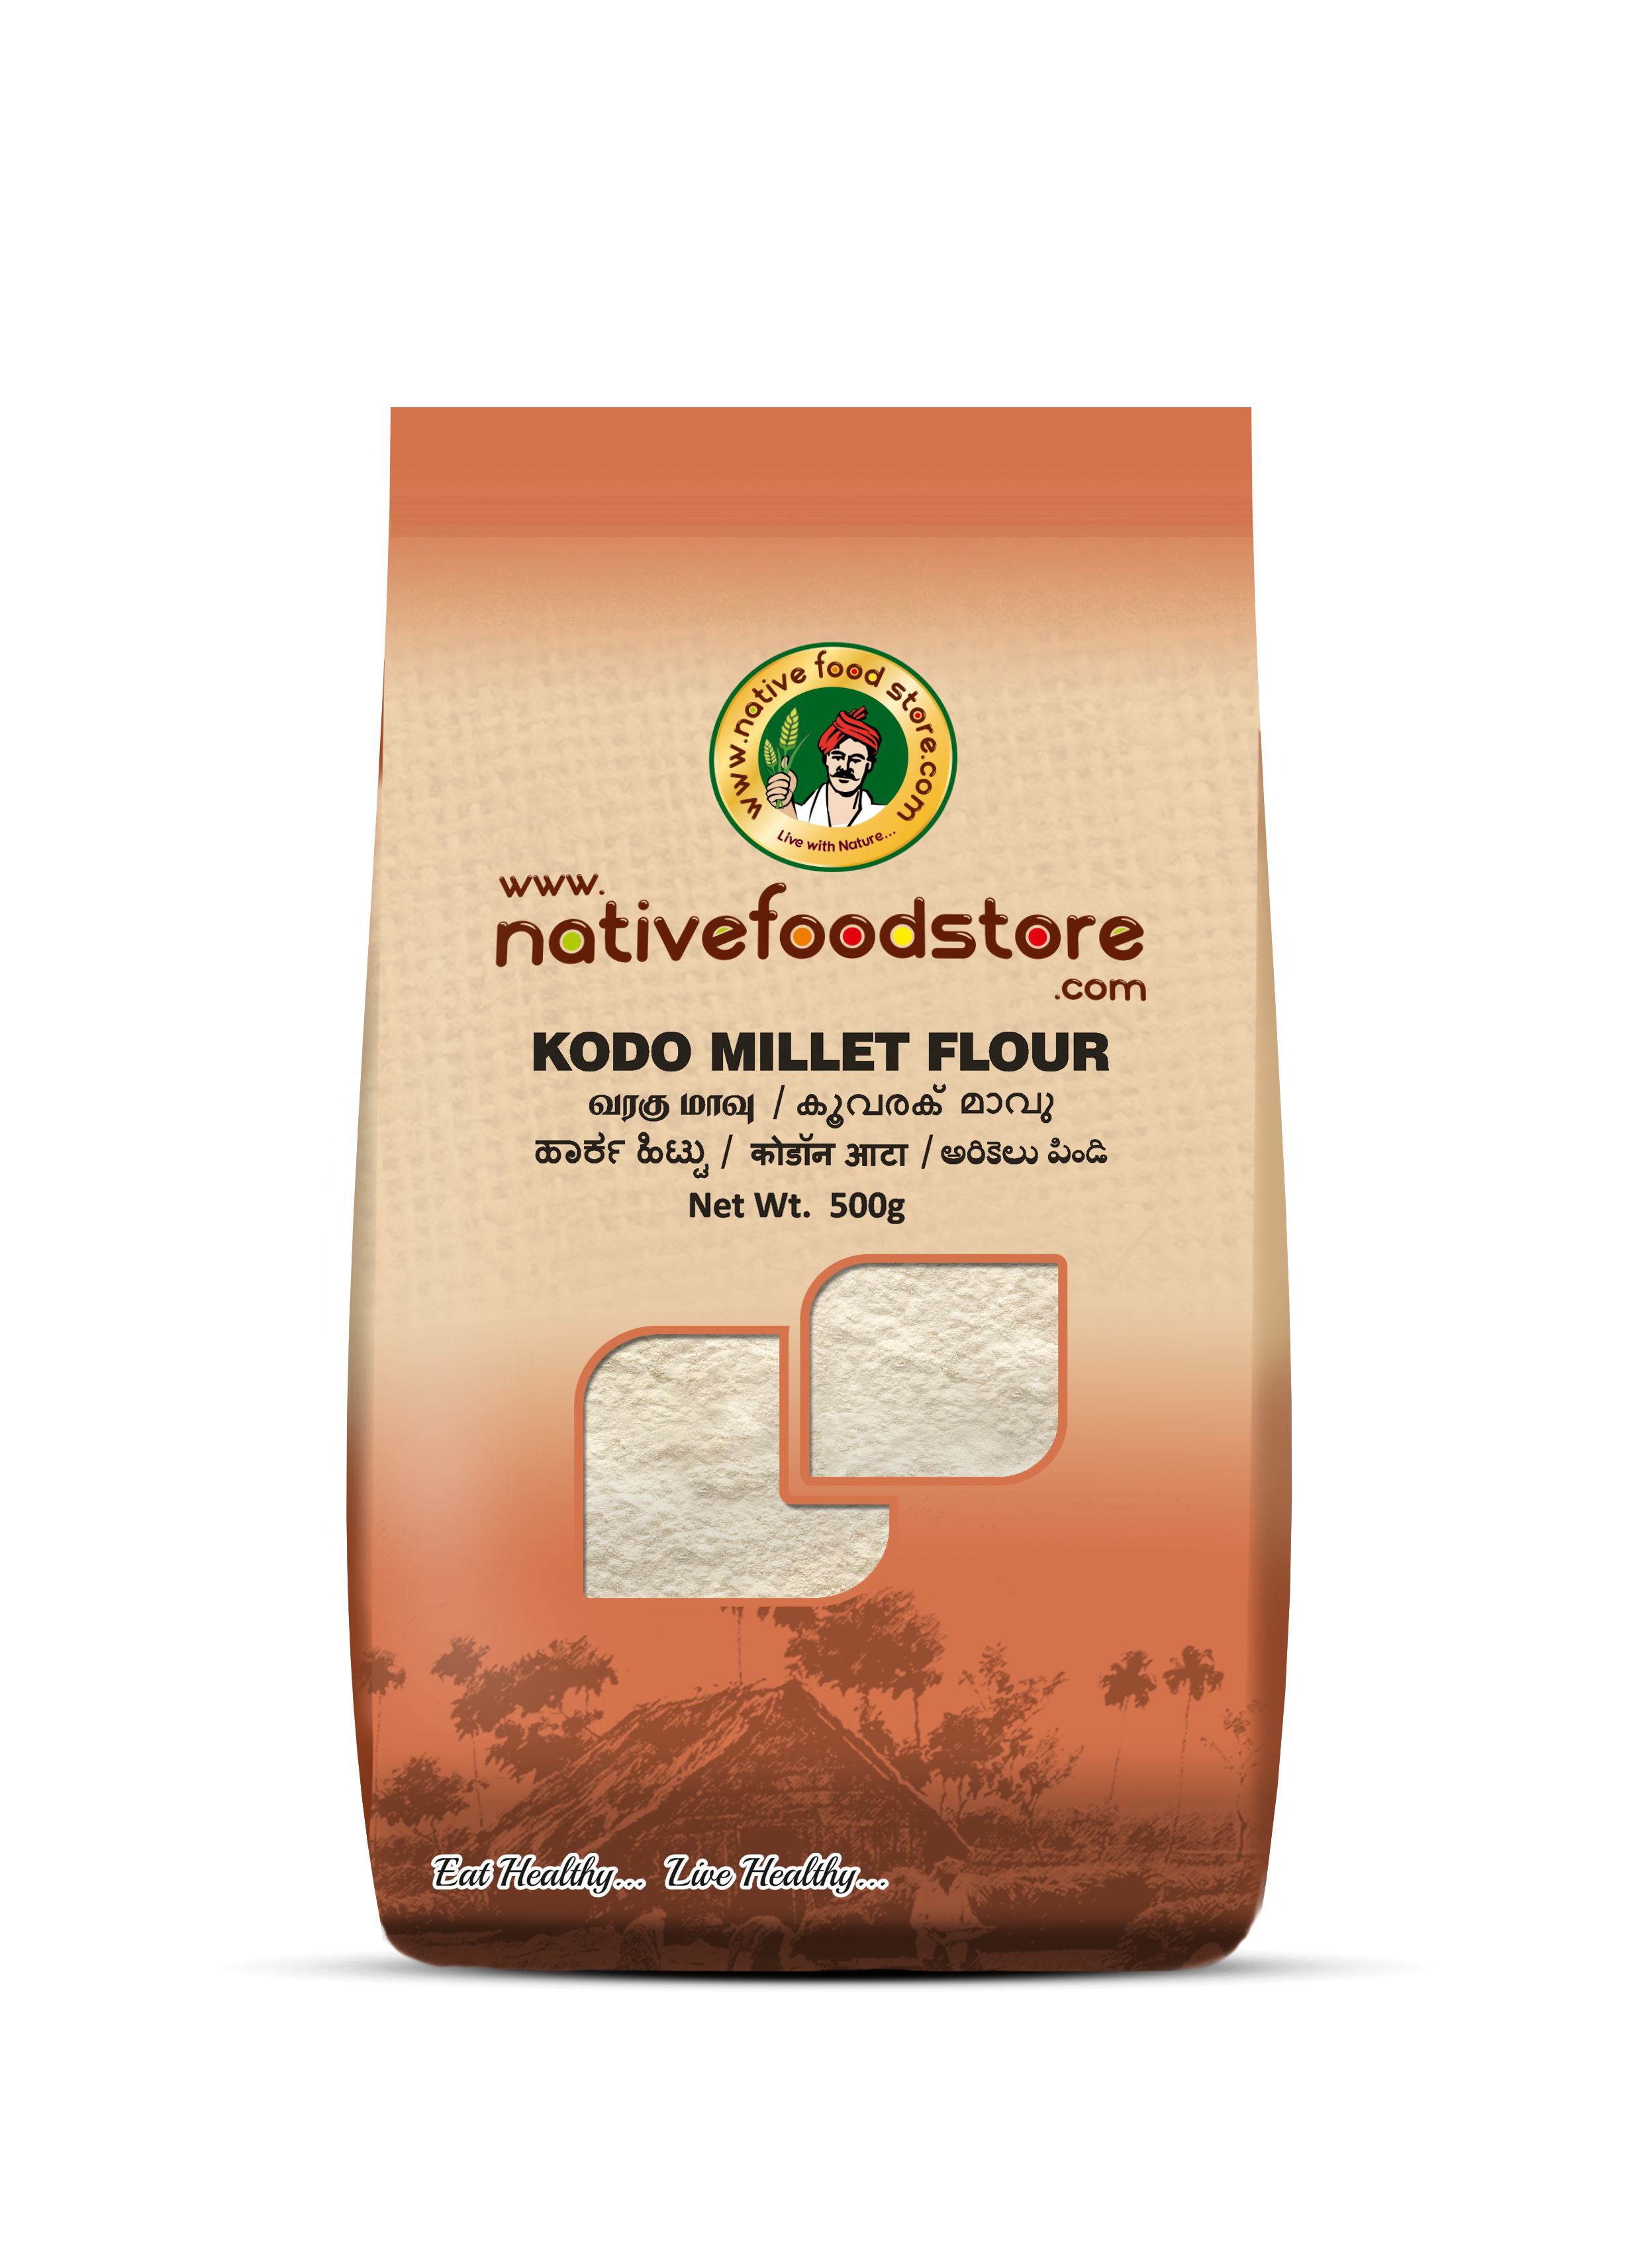 www.native food store.com
Live with Nature...
www.
nativefoodstore
.com
KODO MILLET FLOUR
வரகு மாவு / കൂവരക് മാവു
ಹಾರ್ಕ ಹಿಟ್ಟು / कोडॉन आटा / అరికెలు పిండి
Net Wt. 500g
Eat Healthy... Live Healthy...